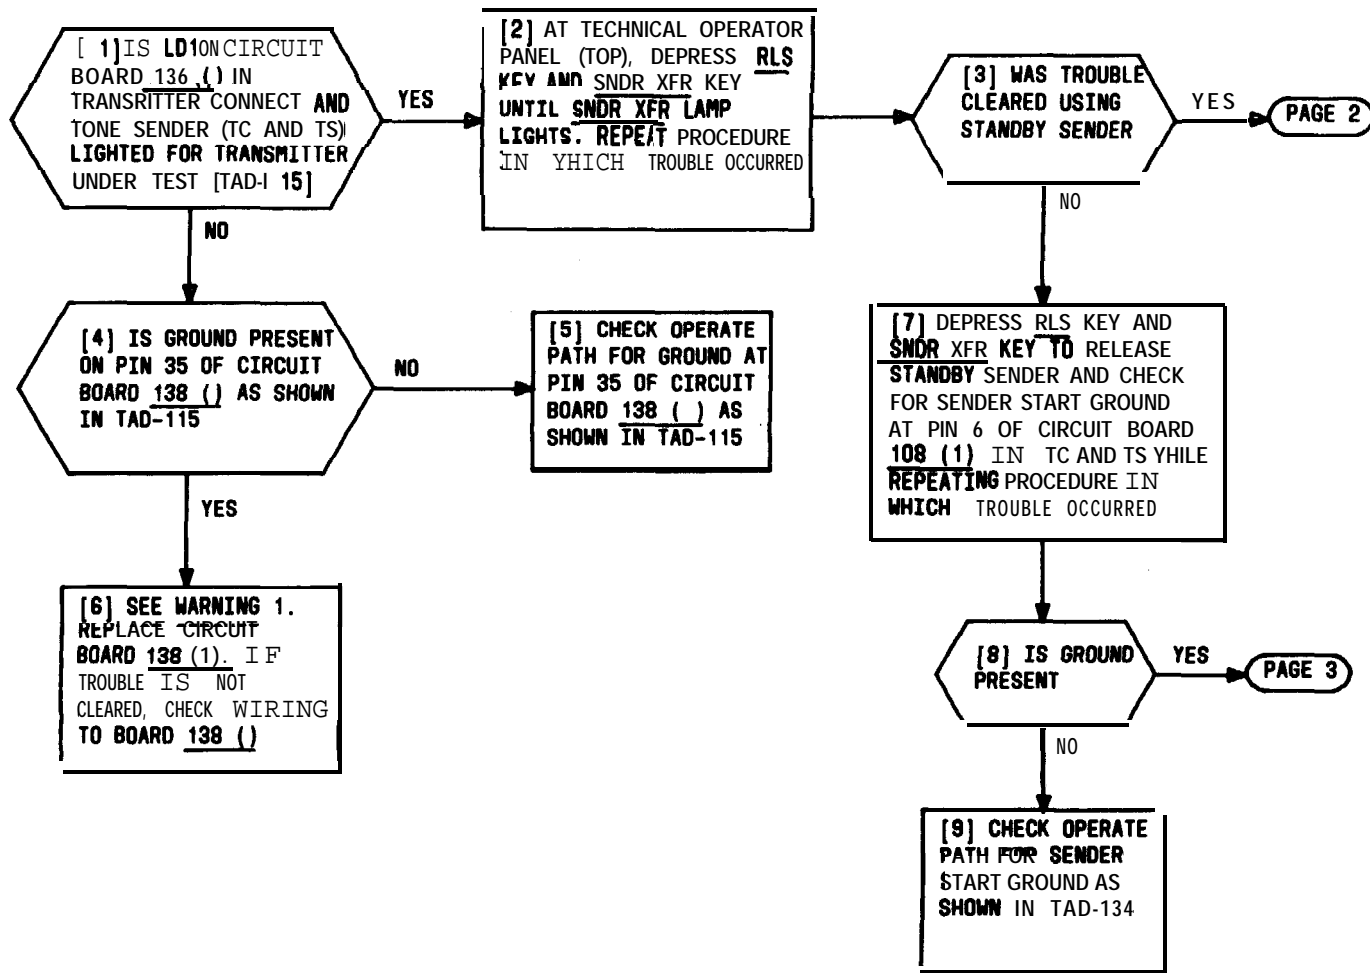 [ 1]IS LD1ON CIRCUIT
BOARD 136 () IN
TRANSRITTER CONNECT AND
TONE SENDER (TC AND TS)
LIGHTED FOR TRANSMITTER
UNDER TEST [TAD-I 15]
YES
[2] AT TECHNICAL OPERATOR
PANEL (TOP), DEPRESS RLS
KEY AND SNDR XFR KEY
UNTIL SNDR XFR LAMP
LIGHTS. REPEAT PROCEDURE
IN YHICH TROUBLE OCCURRED
[3] WAS TROUBLE
CLEARED USING
STANDBY SENDER
YES
PAGE 2
NO
NO
[4] IS GROUND PRESENT
ON PIN 35 OF CIRCUIT
BOARD 138 () AS SHOWN
IN TAD-115
NO
[5] CHECK OPERATE
PATH FOR GROUND AT
PIN 35 OF CIRCUIT
BOARD 138 ( ) AS
SHOWN IN TAD-115
[7] DEPRESS RLS KEY AND
SNDR XFR KEY TO RELEASE
STANDBY SENDER AND CHECK
FOR SENDER START GROUND
AT PIN 6 OF CIRCUIT BOARD
108 (1) IN TC AND TS YHILE
REPEATING PROCEDURE IN
WHICH TROUBLE OCCURRED
YES
[6] SEE WARNING 1.
REPLACE CIRCUIT
BOARD 138 (1). IF
TROUBLE IS NOT
CLEARED, CHECK WIRING
TO BOARD 138 ()
[8] IS GROUND
PRESENT
YES
PAGE 3
NO
[9] CHECK OPERATE
PATH FOR SENDER
START GROUND AS
SHOWN IN TAD-134